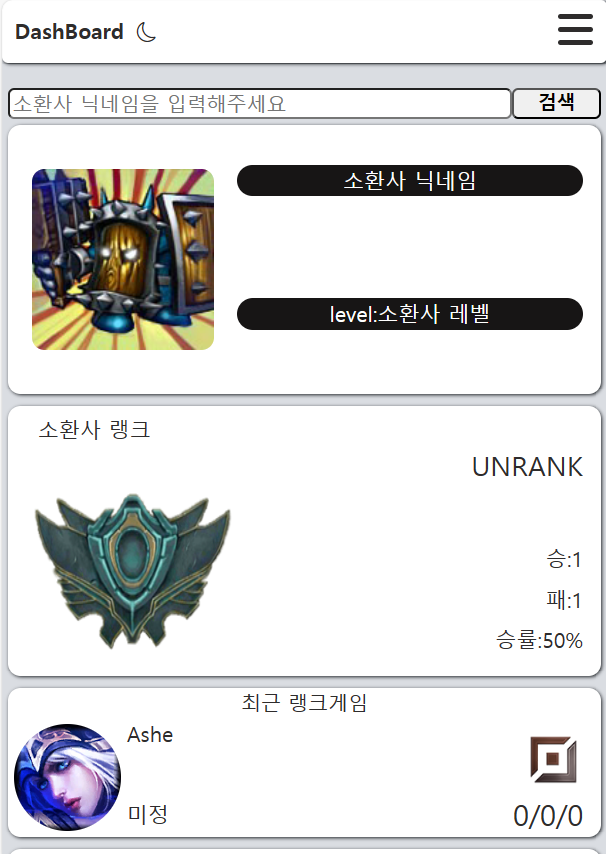 DashBoard
소환사 닉네임을 입력해주세요 검색
소환사 닉네임
level:소환사 레벨
소환사 랭크
UNRANK
승:1
패:1
승률:50%
최근 랭크게임
Ashe
미정
0/0/0